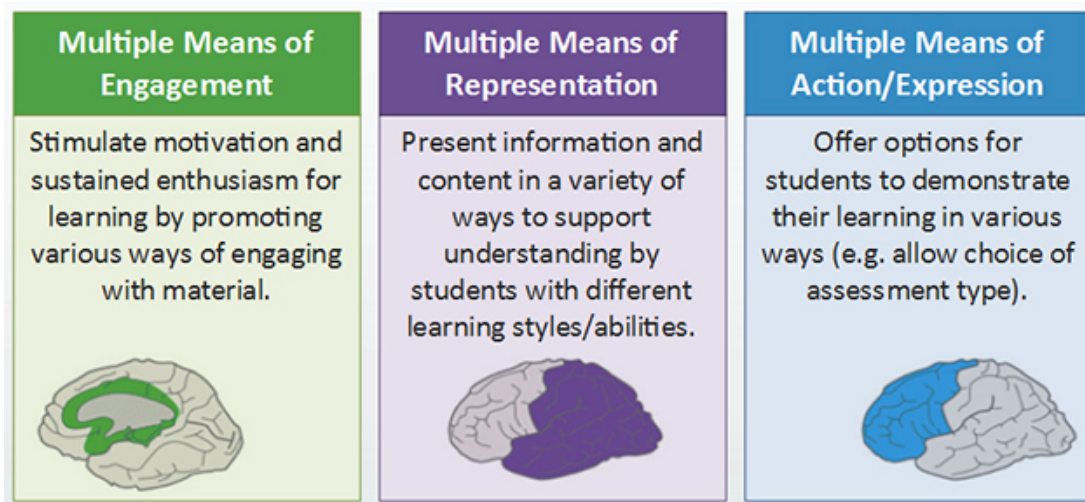 Multiple Means of
Engagement
Stimulate motivation and
sustained enthusiasm for
learning by promoting
various ways of engaging
with material.
Multiple Means of
Representation
Present information and
content in a variety of
ways to support
understanding by
students with different
learning styles/abilities.
Multiple Means of
Action/Expression
Offer options for
students to demonstrate
their learning in various
ways (e.g. allow choice of
assessment type).